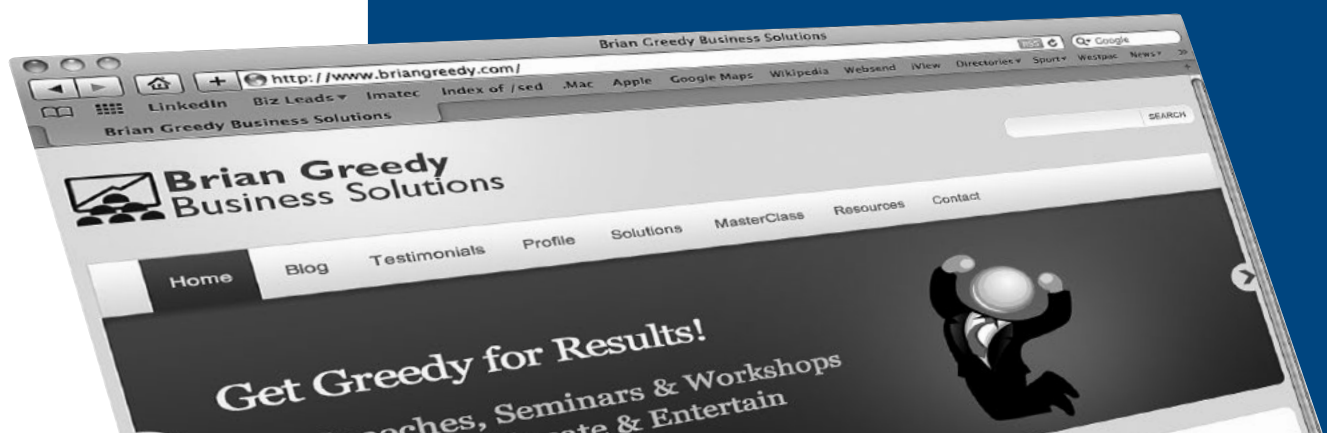 Brian Greedy Business Solutions
http://www.briangreedy.com/
Google
LinkedIn Biz Leads Imatec Index of /sed .Mac Apple Google Maps Wikipedia Websend iView Directories Sport Westpac News
Brian Greedy Business Solutions
SEARCH
Brian Greedy
Business Solutions
Home Blog Testimonials Profile Solutions MasterClass Resources Contact
Get Greedy for Results!
Seminars & Workshops
& Entertain